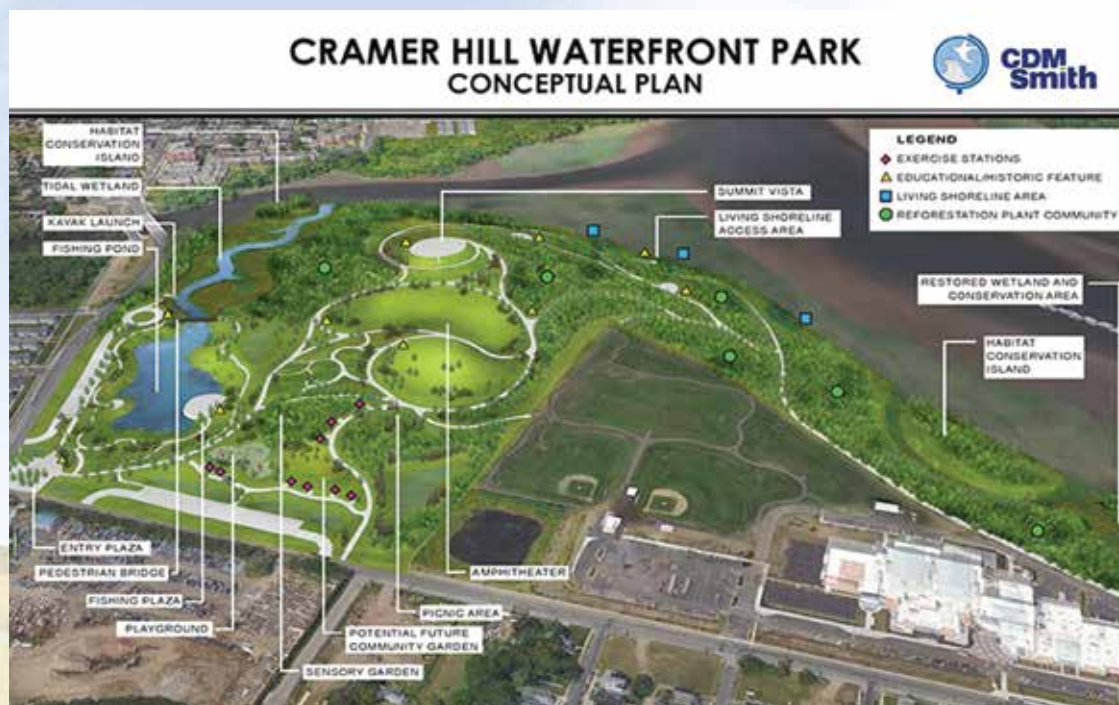 CRAMER HILL WATERFRONT PARK
CONCEPTUAL PLAN
CDM
Smith
HABITAT
CONSERVATION
ISLAND
TIDAL WETLAND
KAYAK LAUNCH
FISHING POND
SUMMIT VISTA
LIVING SHORELINE
ACCESS AREA
LEGEND
EXERCISE STATIONS
EDUCATIONAL/HISTORIC FEATURE
LIVING SHORELINE AREA
REFORESTATION PLANT COMMUNITY
RESTORED WETLAND AND
CONSERVATION AREA
HABITAT
CONSERVATION
ISLAND
ENTRY PLAZA
PEDESTRIAN BRIDGE
FISHING PLAZA
PLAYGROUND
SENSORY GARDEN
POTENTIAL FUTURE
COMMUNITY GARDEN
PICNIC AREA
AMPHITHEATER